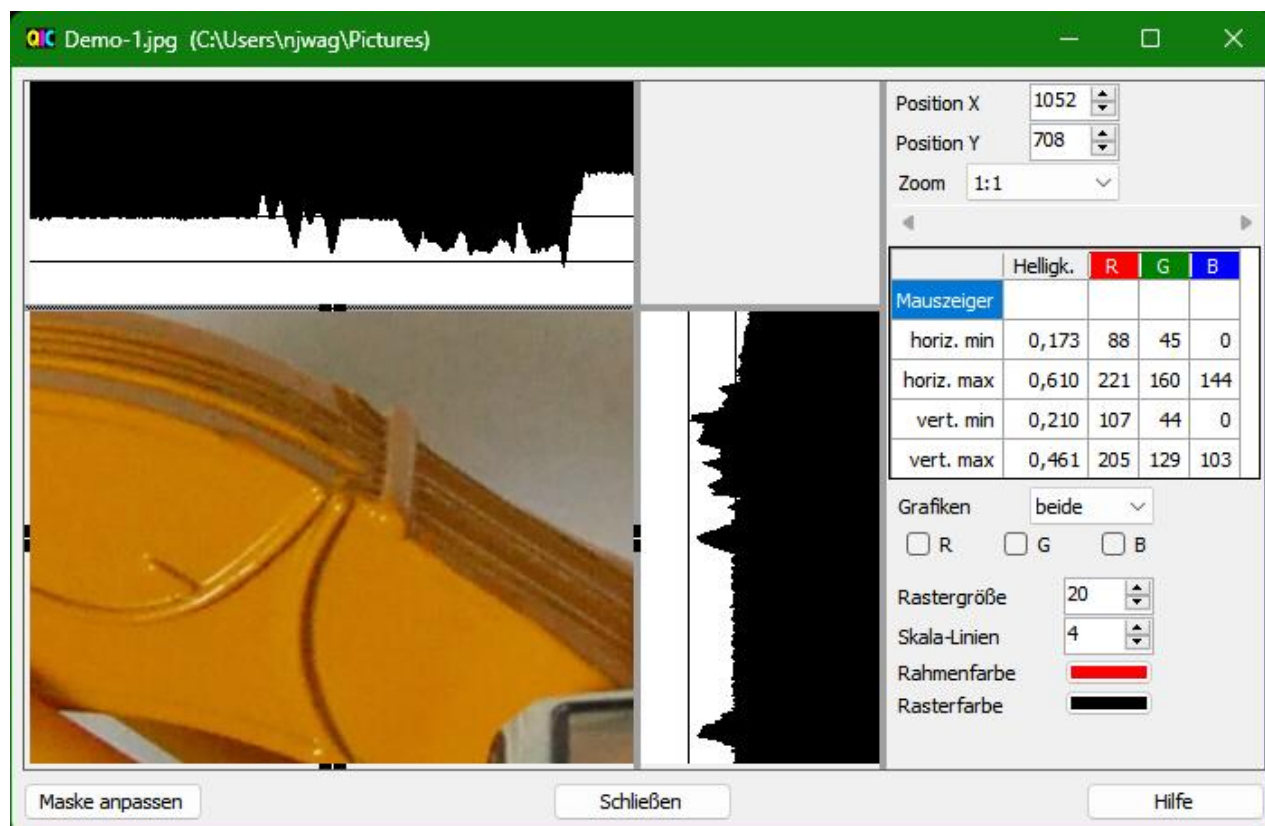 QIC Demo-1.jpg (C:\Users\njwag\Pictures)
Position X 1052
Position Y 708
Zoom 1:1
Helligk. R G B
Mauszeiger
horiz. min 0,173 88 45 0
horiz. max 0,610 221 160 144
vert. min 0,210 107 44 0
vert. max 0,461 205 129 103
Grafiken beide
R G B
Rastergröße 20
Skala-Linien 4
Rahmenfarbe
Rasterfarbe
Maske anpassen Schließen Hilfe